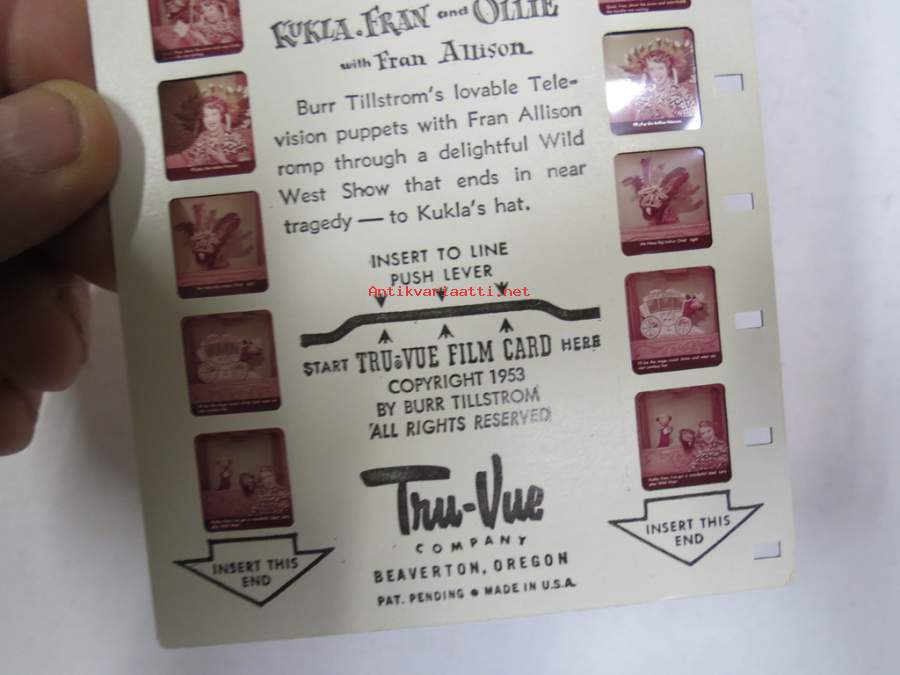 KUKLA, FRAN and OLLIE
with Fran Allison
Burr Tillstrom's lovable Tele-
vision puppets with Fran Allison
romp through a delightful Wild
West Show that ends in near
tragedy — to Kukla's hat.
INSERT TO LINE
PUSH LEVER
Antikvariaatti.net
START TRU-VUE FILM CARD HERE
COPYRIGHT 1953
BY BURR TILLSTROM
ALL RIGHTS RESERVED
Tru-Vue
COMPANY
BEAVERTON, OREGON
PAT. PENDING • MADE IN U.S.A.
INSERT THIS
END
INSERT THIS
END